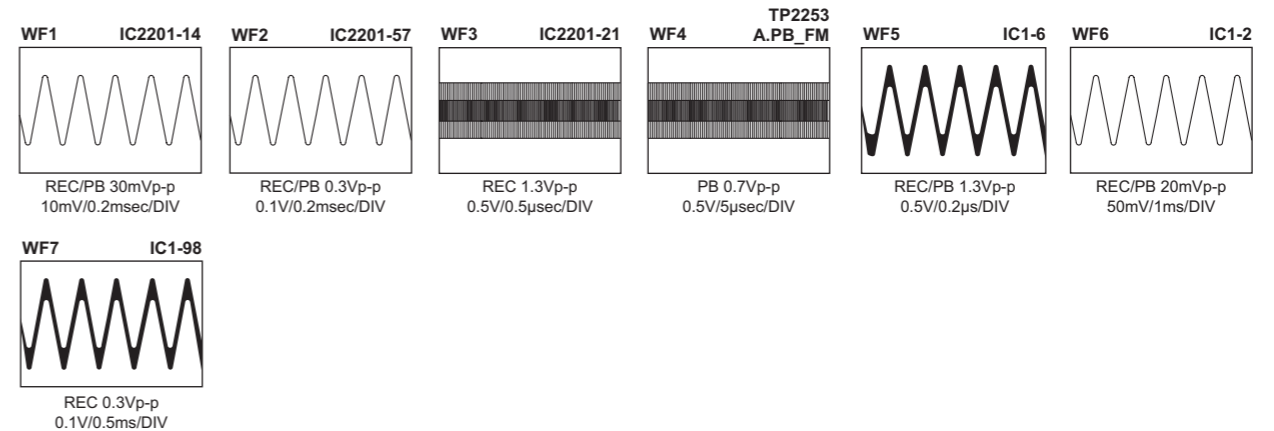 WF1 IC2201-14
REC/PB 30mVp-p
10mV/0.2msec/DIV
WF2 IC2201-57
REC/PB 0.3Vp-p
0.1V/0.2msec/DIV
WF3 IC2201-21
REC 1.3Vp-p
0.5V/0.5µsec/DIV
WF4 TP2253
A.PB_FM
PB 0.7Vp-p
0.5V/5µsec/DIV
WF5 IC1-6
REC/PB 1.3Vp-p
0.5V/0.2µs/DIV
WF6 IC1-2
REC/PB 20mVp-p
50mV/1ms/DIV
WF7 IC1-98
REC 0.3Vp-p
0.1V/0.5ms/DIV